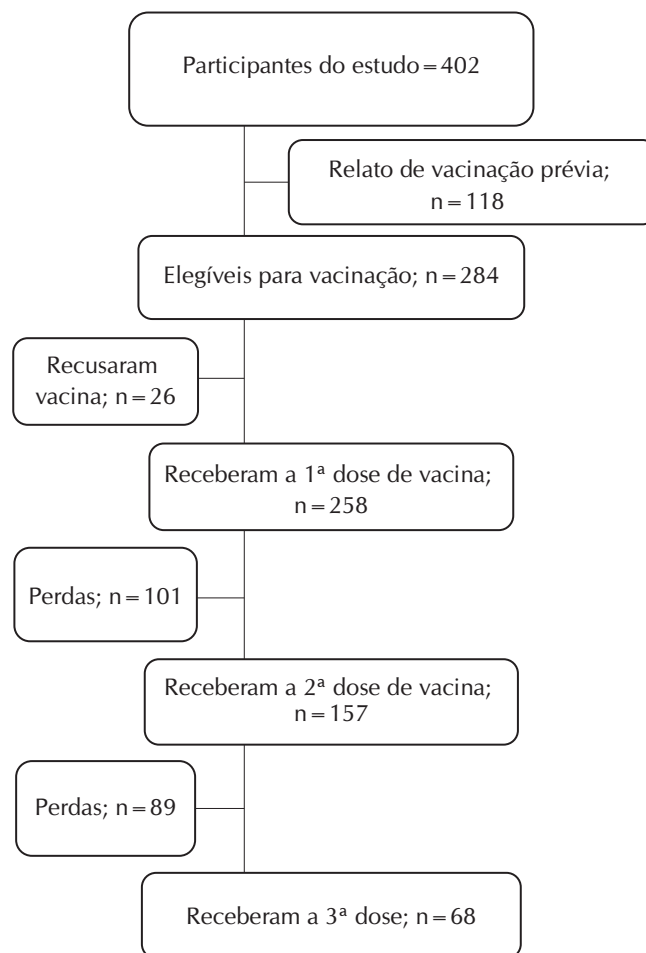 Participantes do estudo = 402
Relato de vacinação prévia;
n = 118
Elegíveis para vacinação; n = 284
Recusaram
vacina; n = 26
Receberam a 1ª dose de vacina;
n = 258
Perdas; n = 101
Receberam a 2ª dose de vacina;
n = 157
Perdas; n = 89
Receberam a 3ª dose; n = 68